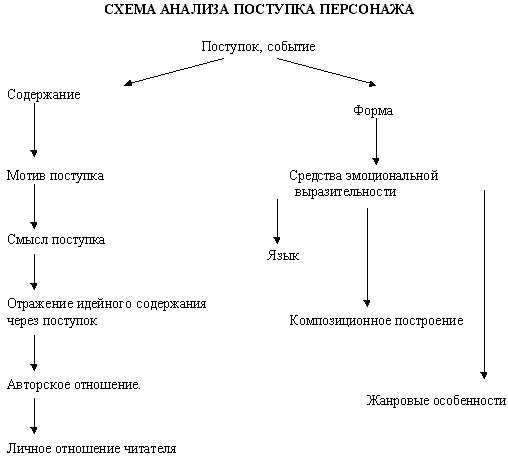 СХЕМА АНАЛИЗА ПОСТУПКА ПЕРСОНАЖА
Поступок, событие
Содержание
Форма
Мотив поступка
Средства эмоциональной
выразительности
Смысл поступка
Язык
Отражение идейного содержания
через поступок
Композиционное построение
Авторское отношение.
Жанровые особенности
Личное отношение читателя